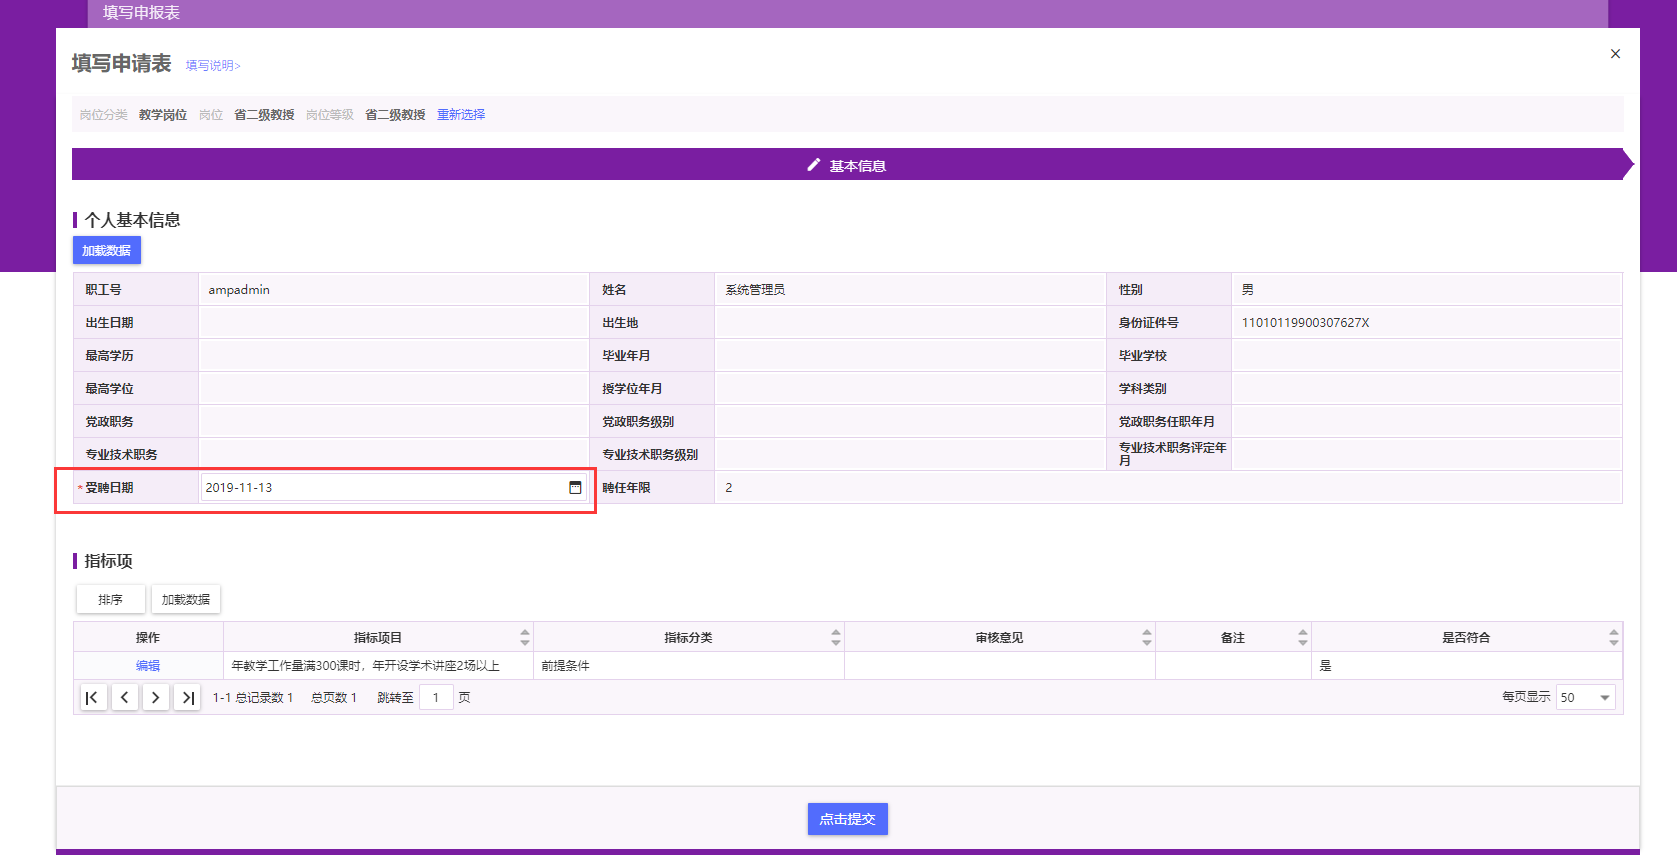 填写申报表
填写申请表 填写说明>
岗位分类 教学岗位 岗位 省二级教授 岗位等级 省二级教授 重新选择
基本信息
个人基本信息
加载数据
职工号 ampadmin 姓名 系统管理员 性别 男
出生日期 出生地 身份证件号 11010119900307627X
最高学历 毕业年月 毕业学校
最高学位 授学位年月 学科类别
党政职务 党政职务级别 党政职务任职年月
专业技术职务 专业技术职务级别 专业技术职务评定年
月
*受聘日期 2019-11-13 聘任年限 2
指标项
排序 加载数据
操作 指标项目 指标分类 审核意见 备注 是否符合
编辑 年教学工作量满300课时，年开设学术讲座2场以上 前提条件 是
1-1 总记录数 1 总页数 1 跳转至 1 页 每页显示 50
点击提交